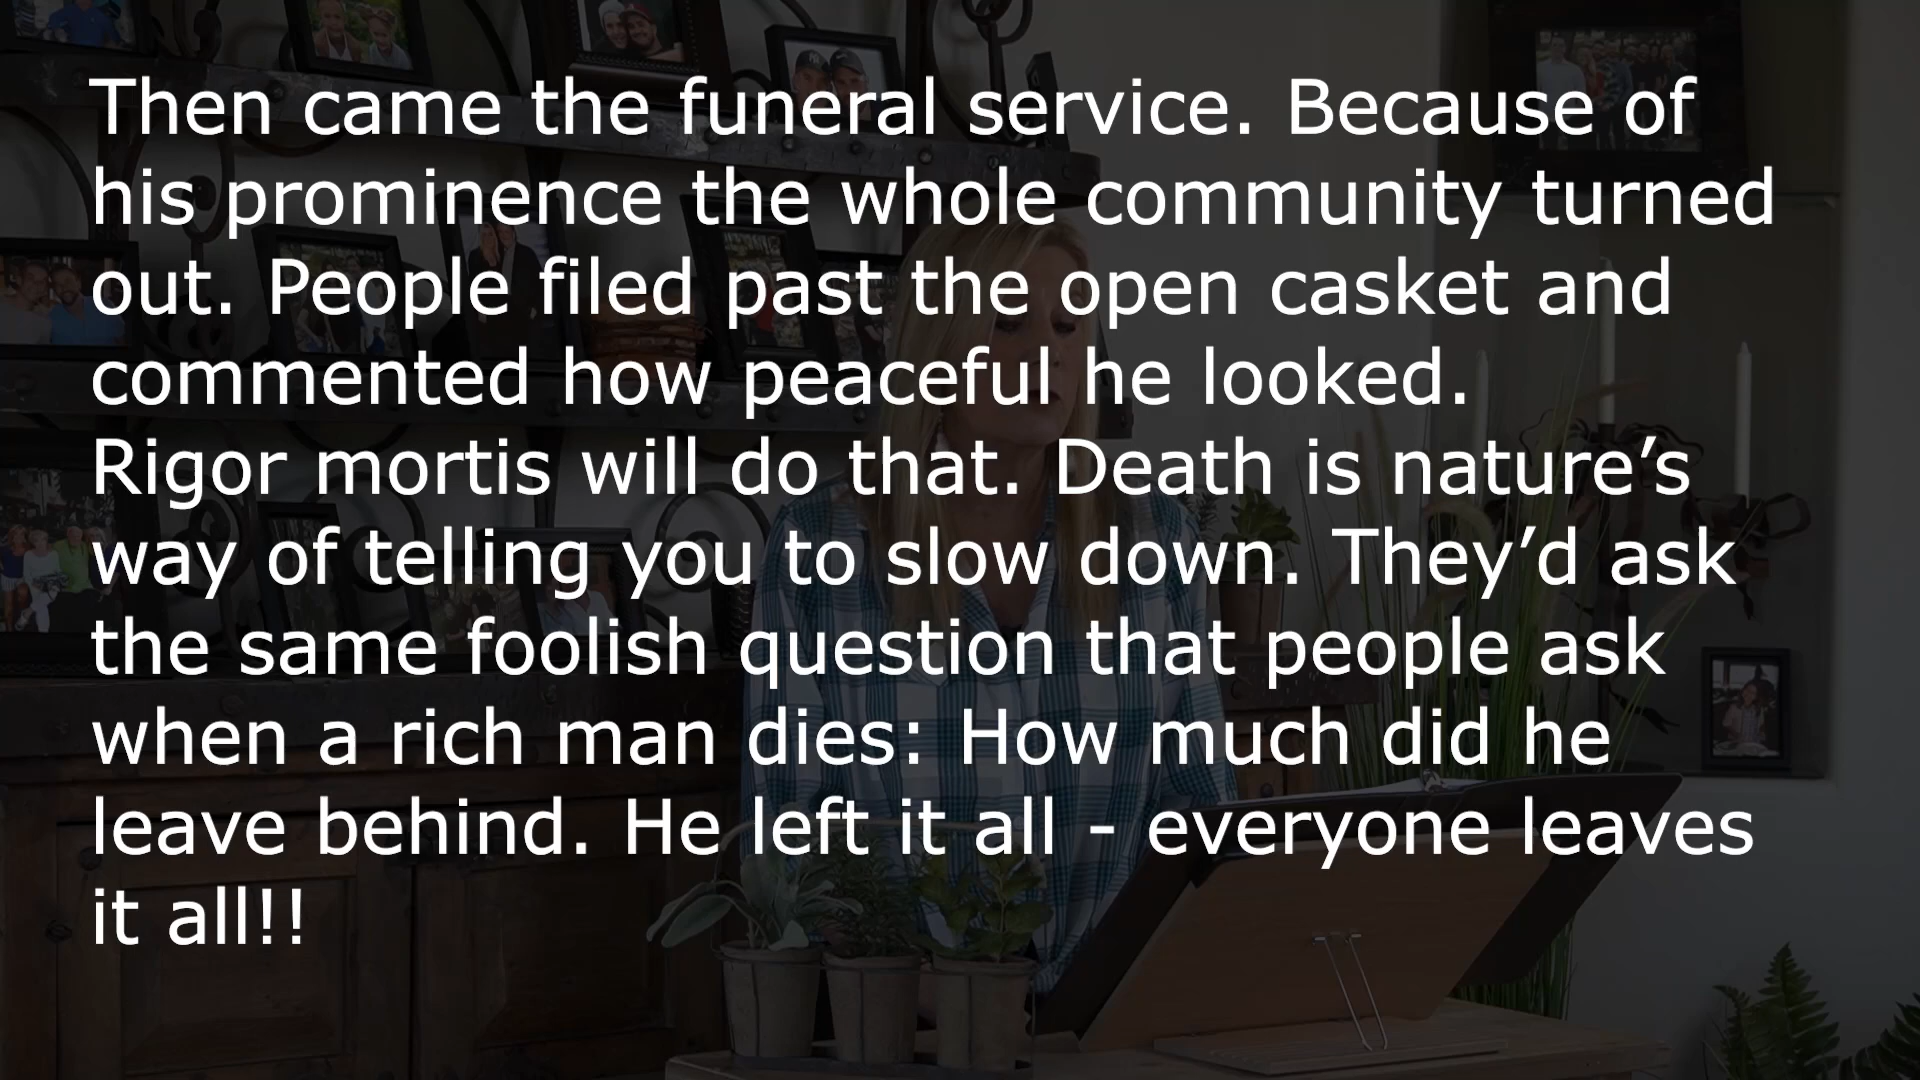 Then came the funeral service. Because of
his prominence the whole community turned
out. People filed past the open casket and
commented how peaceful he looked.
Rigor mortis will do that. Death is nature’s
way of telling you to slow down. They’d ask
the same foolish question that people ask
when a rich man dies: How much did he
leave behind. He left it all - everyone leaves
it all!!